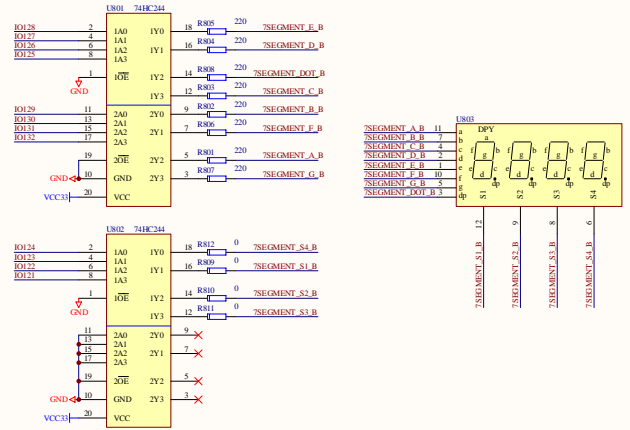 U801 74HC244
IO128 2 1A0 1Y0 18 R805 220 7SEGMENT_E_B
IO127 4 1A1
IO126 6 1A2 1Y1 16 R804 220 7SEGMENT_D_B
IO125 8 1A3
1 1OE 1Y2 14 R808 220 7SEGMENT_DOT_B
GND
1Y3 12 R803 220 7SEGMENT_C_B
IO129 11 2A0 2Y0 9 R802 220 7SEGMENT_B_B
IO130 13 2A1
IO131 15 2A2 2Y1 7 R806 220 7SEGMENT_F_B
IO132 17 2A3
19 2OE 2Y2 5 R801 220 7SEGMENT_A_B
GND 10 GND 2Y3 3 R807 220 7SEGMENT_G_B
VCC33 20 VCC
U803
DPY
7SEGMENT_A_B 11 a
7SEGMENT_B_B 7 b
7SEGMENT_C_B 4 c
7SEGMENT_D_B 2 d
7SEGMENT_E_B 1 e
7SEGMENT_F_B 10 f
7SEGMENT_G_B 5 g
7SEGMENT_DOT_B 3 dp
a
f b f b f b f b
g g g g
e c e c e c e c
d d d d
dp dp dp dp
S1 S2 S3 S4
12 9 8 6
7SEGMENT_S1_B
7SEGMENT_S2_B
7SEGMENT_S3_B
7SEGMENT_S4_B
U802 74HC244
IO124 2 1A0 1Y0 18 R812 0 7SEGMENT_S4_B
IO123 4 1A1
IO122 6 1A2 1Y1 16 R809 0 7SEGMENT_S1_B
IO121 8 1A3
1 1OE 1Y2 14 R810 0 7SEGMENT_S2_B
GND
1Y3 12 R811 0 7SEGMENT_S3_B
11 2A0 2Y0 9
13 2A1
15 2A2 2Y1 7
17 2A3
19 2OE 2Y2 5
GND 10 GND 2Y3 3
VCC33 20 VCC